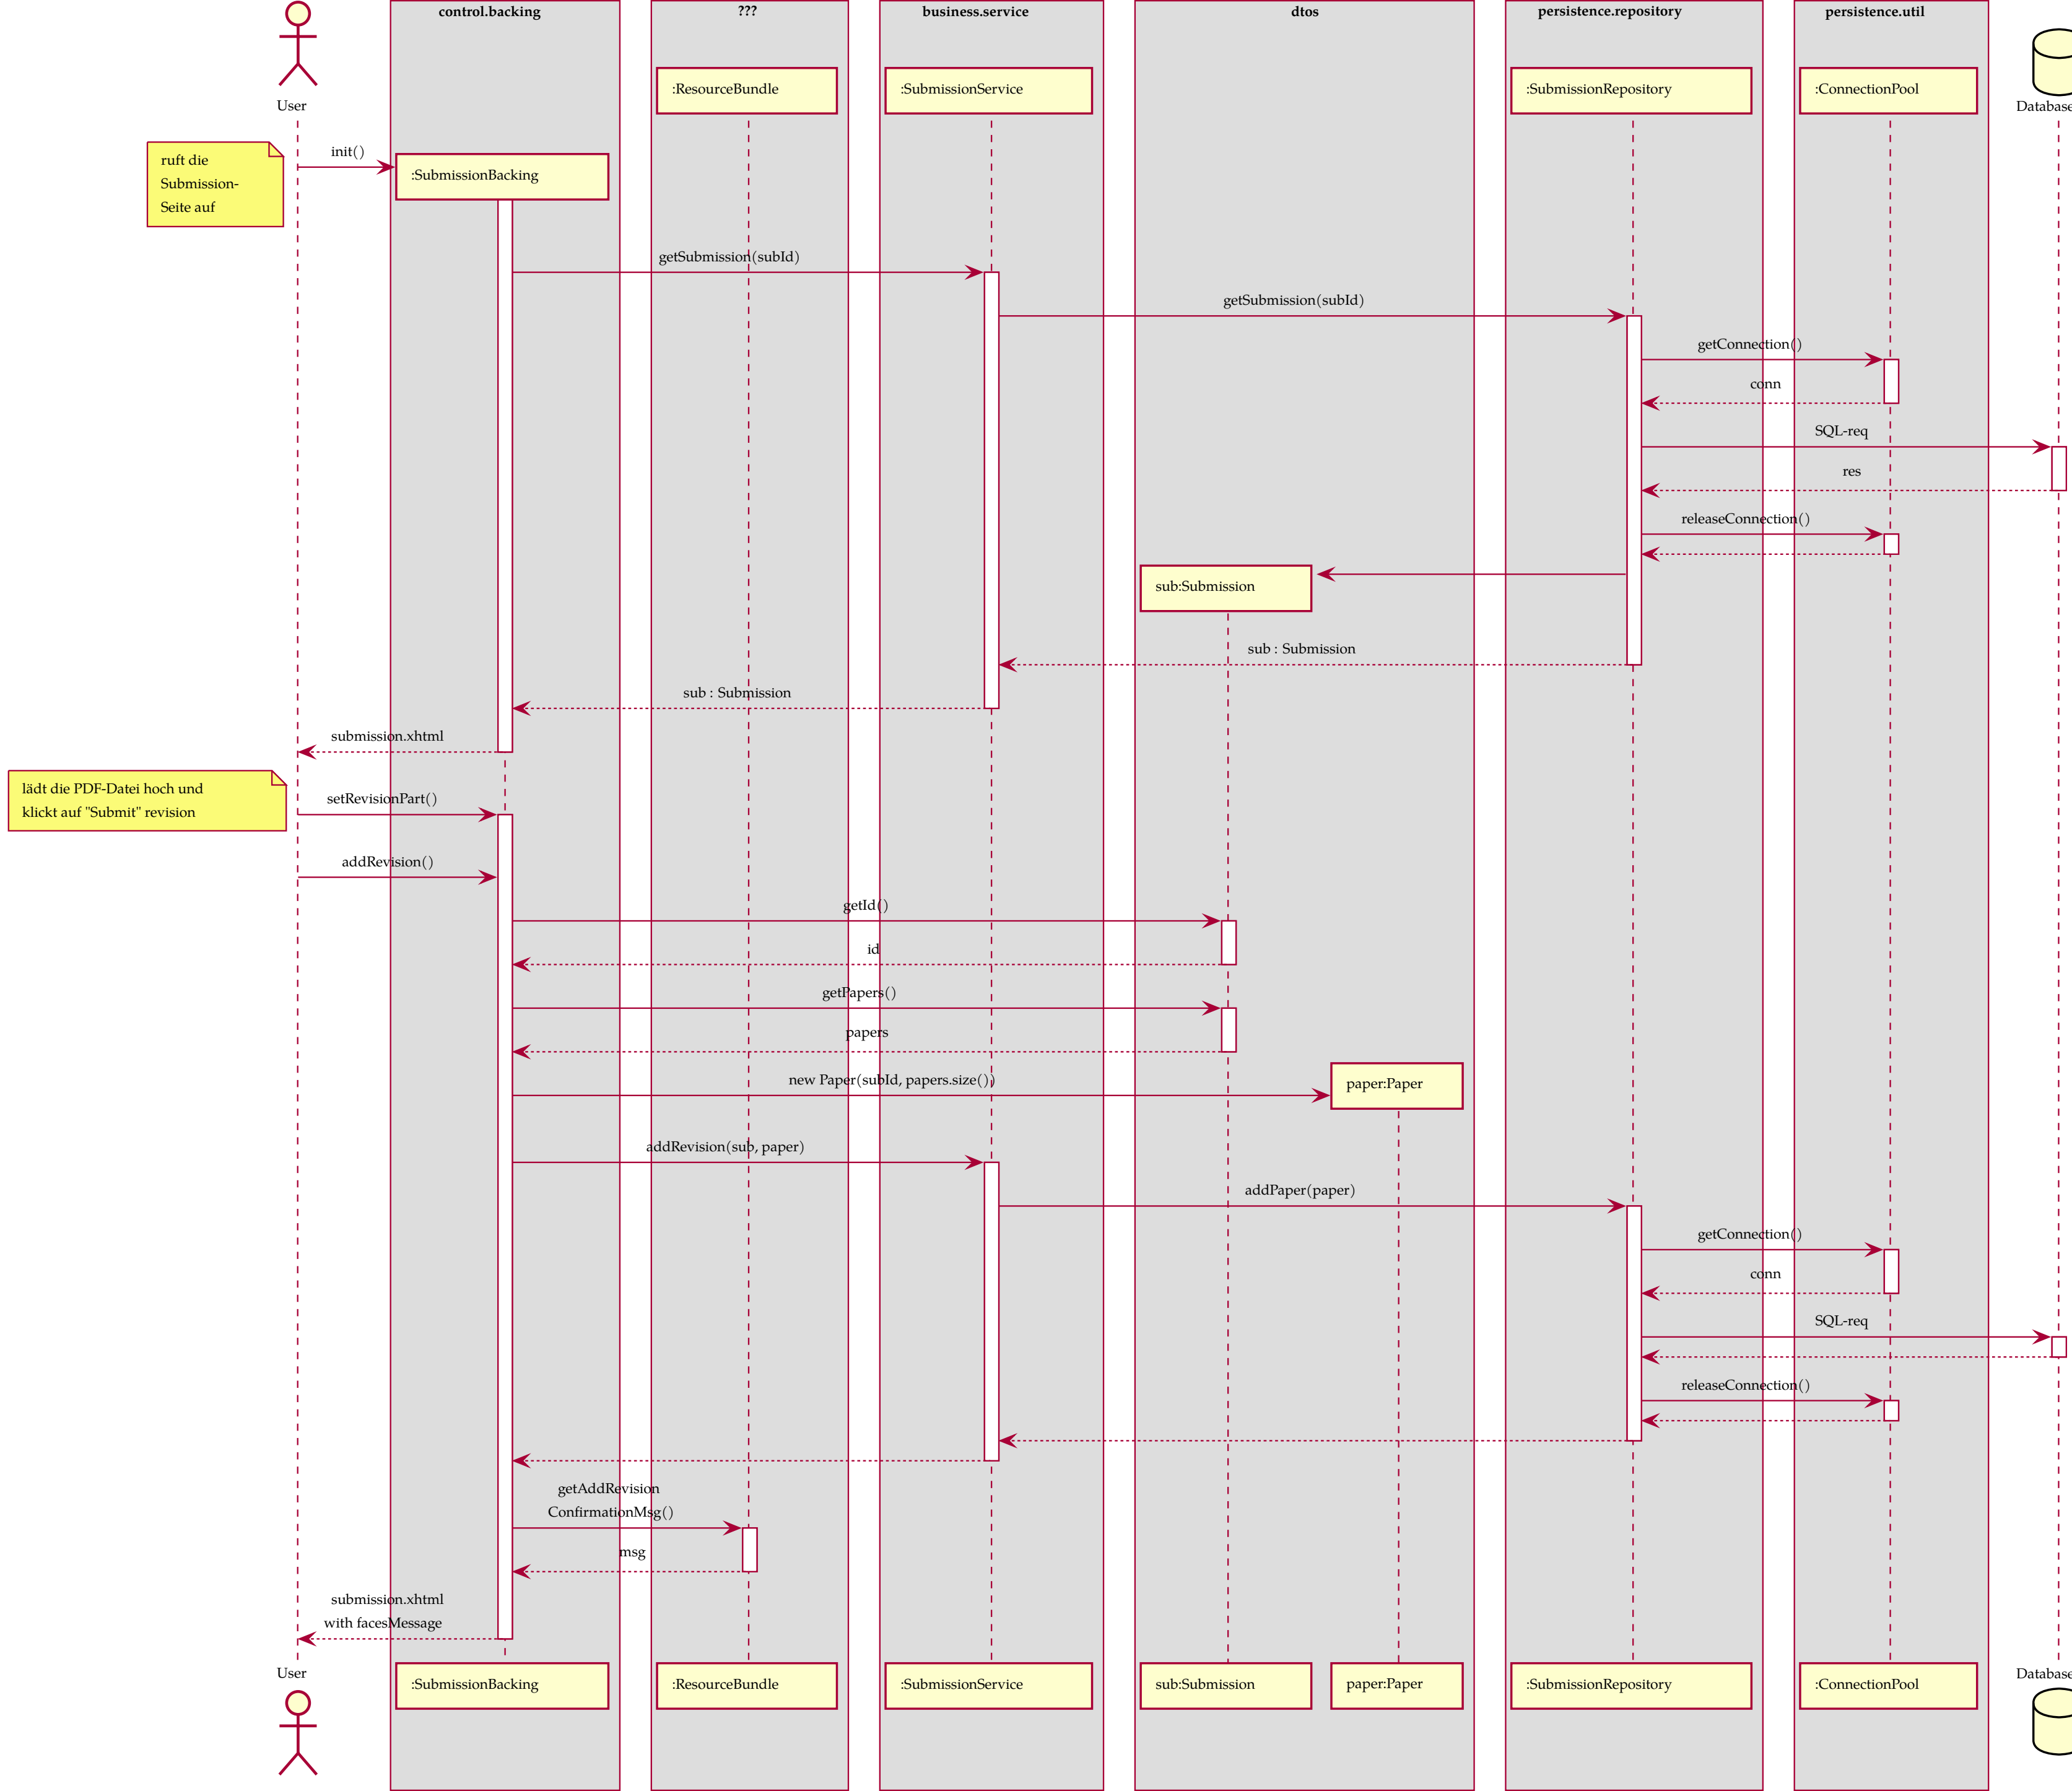 control.backing
???
business.service
dtos
persistence.repository
persistence.util
:ResourceBundle
:SubmissionService
:SubmissionRepository
:ConnectionPool
User
Database
init()
ruft die
Submission-
Seite auf
:SubmissionBacking
getSubmission(subId)
getSubmission(subId)
getConnection()
conn
SQL-req
res
releaseConnection()
sub:Submission
sub : Submission
sub : Submission
submission.xhtml
lädt die PDF-Datei hoch und
klickt auf "Submit" revision
setRevisionPart()
addRevision()
getId()
id
getPapers()
papers
new Paper(subId, papers.size())
paper:Paper
addRevision(sub, paper)
addPaper(paper)
getConnection()
conn
SQL-req
releaseConnection()
getAddRevision
ConfirmationMsg()
msg
submission.xhtml
with facesMessage
User
:SubmissionBacking
:ResourceBundle
:SubmissionService
sub:Submission
paper:Paper
:SubmissionRepository
:ConnectionPool
Database